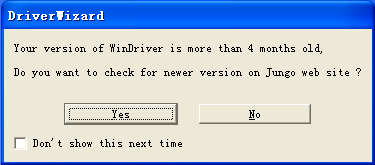 DriverWizard
Your version of WinDriver is more than 4 months old,
Do you want to check for newer version on Jungo web site ?
Yes No
Don't show this next time